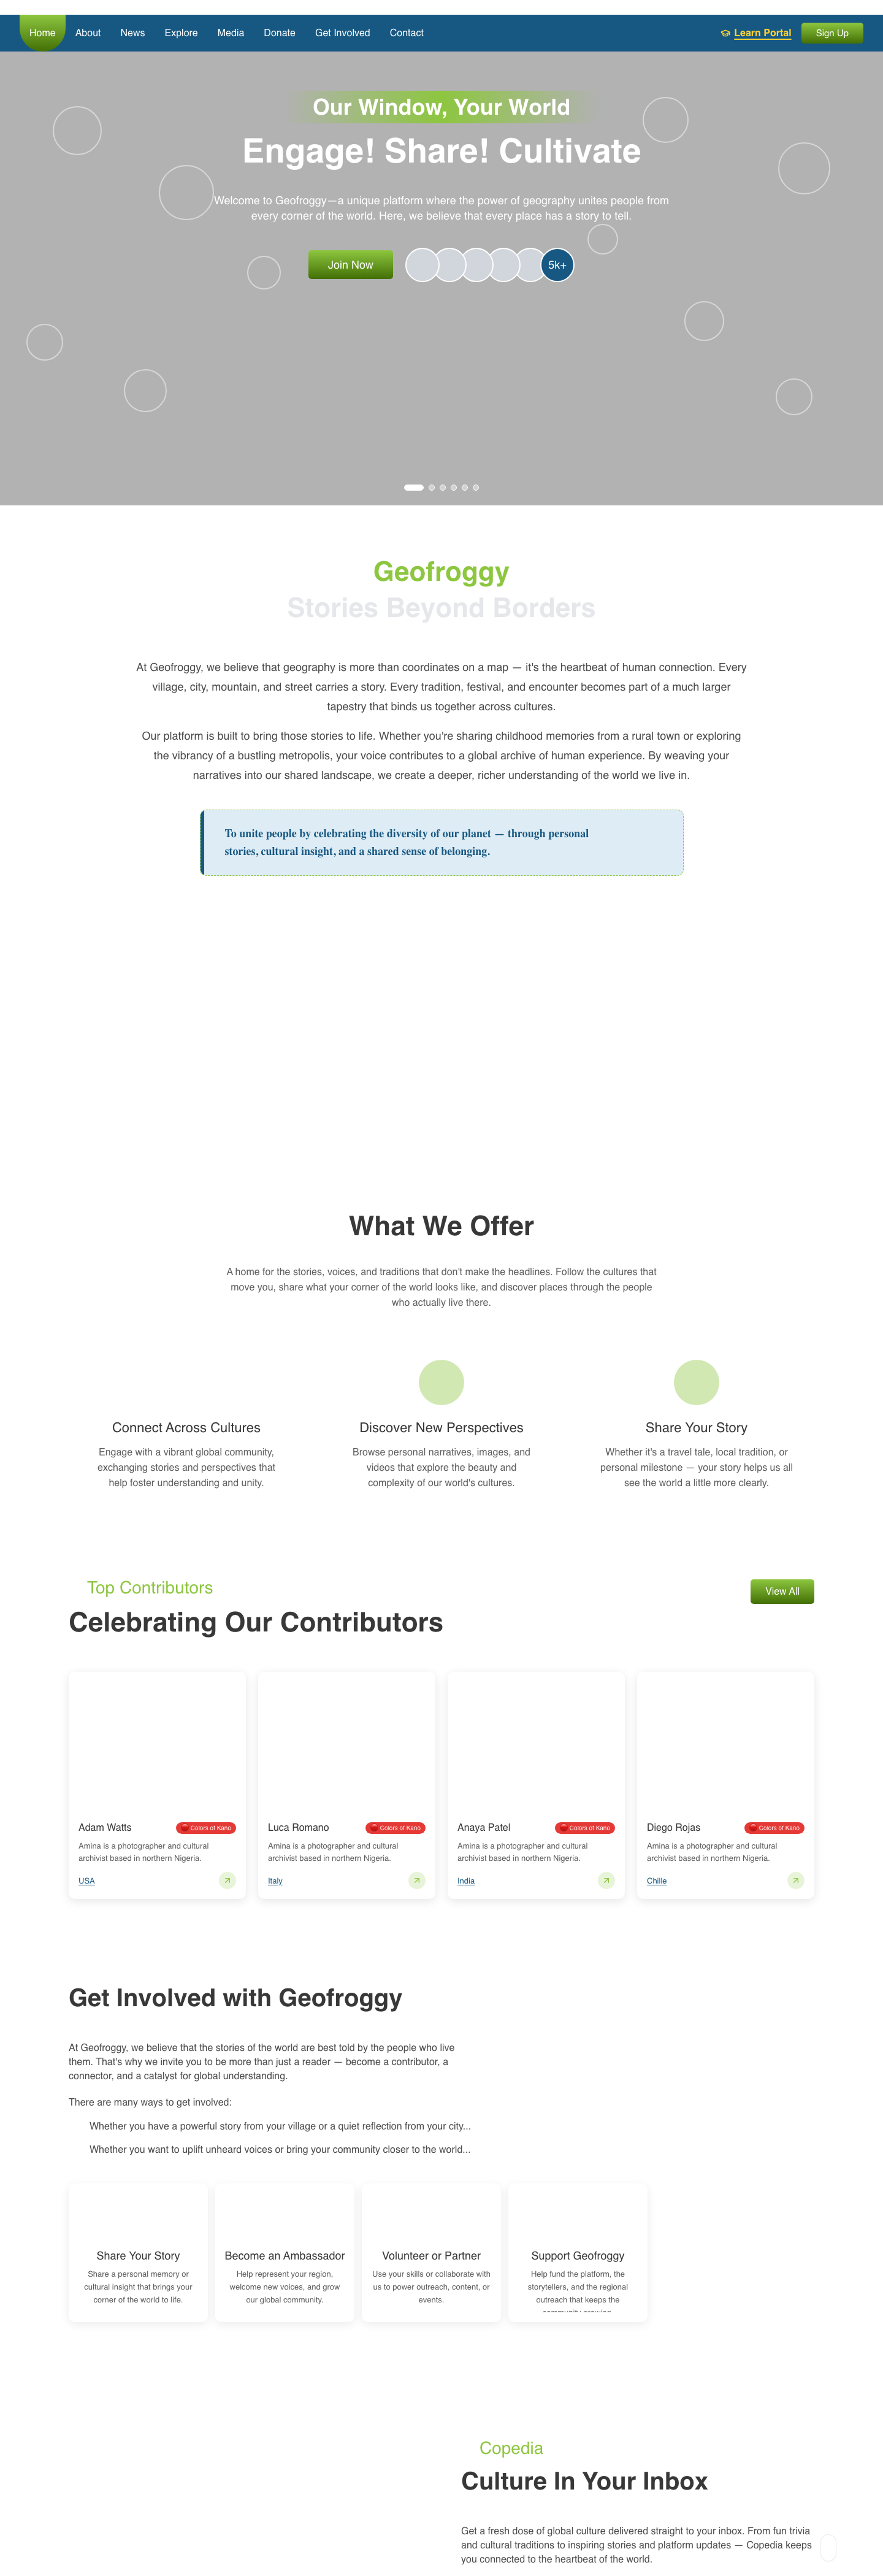 Home
About
News
Explore
Media
Donate
Get Involved
Contact
Learn Portal
Sign Up
Our Window, Your World
Engage! Share! Cultivate
Welcome to Geofroggy—a unique platform where the power of geography unites people from
every corner of the world. Here, we believe that every place has a story to tell.
Join Now
5k+
Geofroggy
Stories Beyond Borders
At Geofroggy, we believe that geography is more than coordinates on a map — it's the heartbeat of human connection. Every
village, city, mountain, and street carries a story. Every tradition, festival, and encounter becomes part of a much larger
tapestry that binds us together across cultures.
Our platform is built to bring those stories to life. Whether you're sharing childhood memories from a rural town or exploring
the vibrancy of a bustling metropolis, your voice contributes to a global archive of human experience. By weaving your
narratives into our shared landscape, we create a deeper, richer understanding of the world we live in.
To unite people by celebrating the diversity of our planet — through personal
stories, cultural insight, and a shared sense of belonging.
What We Offer
A home for the stories, voices, and traditions that don't make the headlines. Follow the cultures that
move you, share what your corner of the world looks like, and discover places through the people
who actually live there.
Connect Across Cultures
Engage with a vibrant global community,
exchanging stories and perspectives that
help foster understanding and unity.
Discover New Perspectives
Browse personal narratives, images, and
videos that explore the beauty and
complexity of our world's cultures.
Share Your Story
Whether it's a travel tale, local tradition, or
personal milestone — your story helps us all
see the world a little more clearly.
Top Contributors
Celebrating Our Contributors
View All
Adam Watts
Colors of Kano
Amina is a photographer and cultural
archivist based in northern Nigeria.
USA
Luca Romano
Colors of Kano
Amina is a photographer and cultural
archivist based in northern Nigeria.
Italy
Anaya Patel
Colors of Kano
Amina is a photographer and cultural
archivist based in northern Nigeria.
India
Diego Rojas
Colors of Kano
Amina is a photographer and cultural
archivist based in northern Nigeria.
Chille
Get Involved with Geofroggy
At Geofroggy, we believe that the stories of the world are best told by the people who live
them. That's why we invite you to be more than just a reader — become a contributor, a
connector, and a catalyst for global understanding.
There are many ways to get involved:
Whether you have a powerful story from your village or a quiet reflection from your city...
Whether you want to uplift unheard voices or bring your community closer to the world...
Share Your Story
Share a personal memory or
cultural insight that brings your
corner of the world to life.
Become an Ambassador
Help represent your region,
welcome new voices, and grow
our global community.
Volunteer or Partner
Use your skills or collaborate with
us to power outreach, content, or
events.
Support Geofroggy
Help fund the platform, the
storytellers, and the regional
outreach that keeps the
community growing.
Copedia
Culture In Your Inbox
Get a fresh dose of global culture delivered straight to your inbox. From fun trivia
and cultural traditions to inspiring stories and platform updates — Copedia keeps
you connected to the heartbeat of the world.